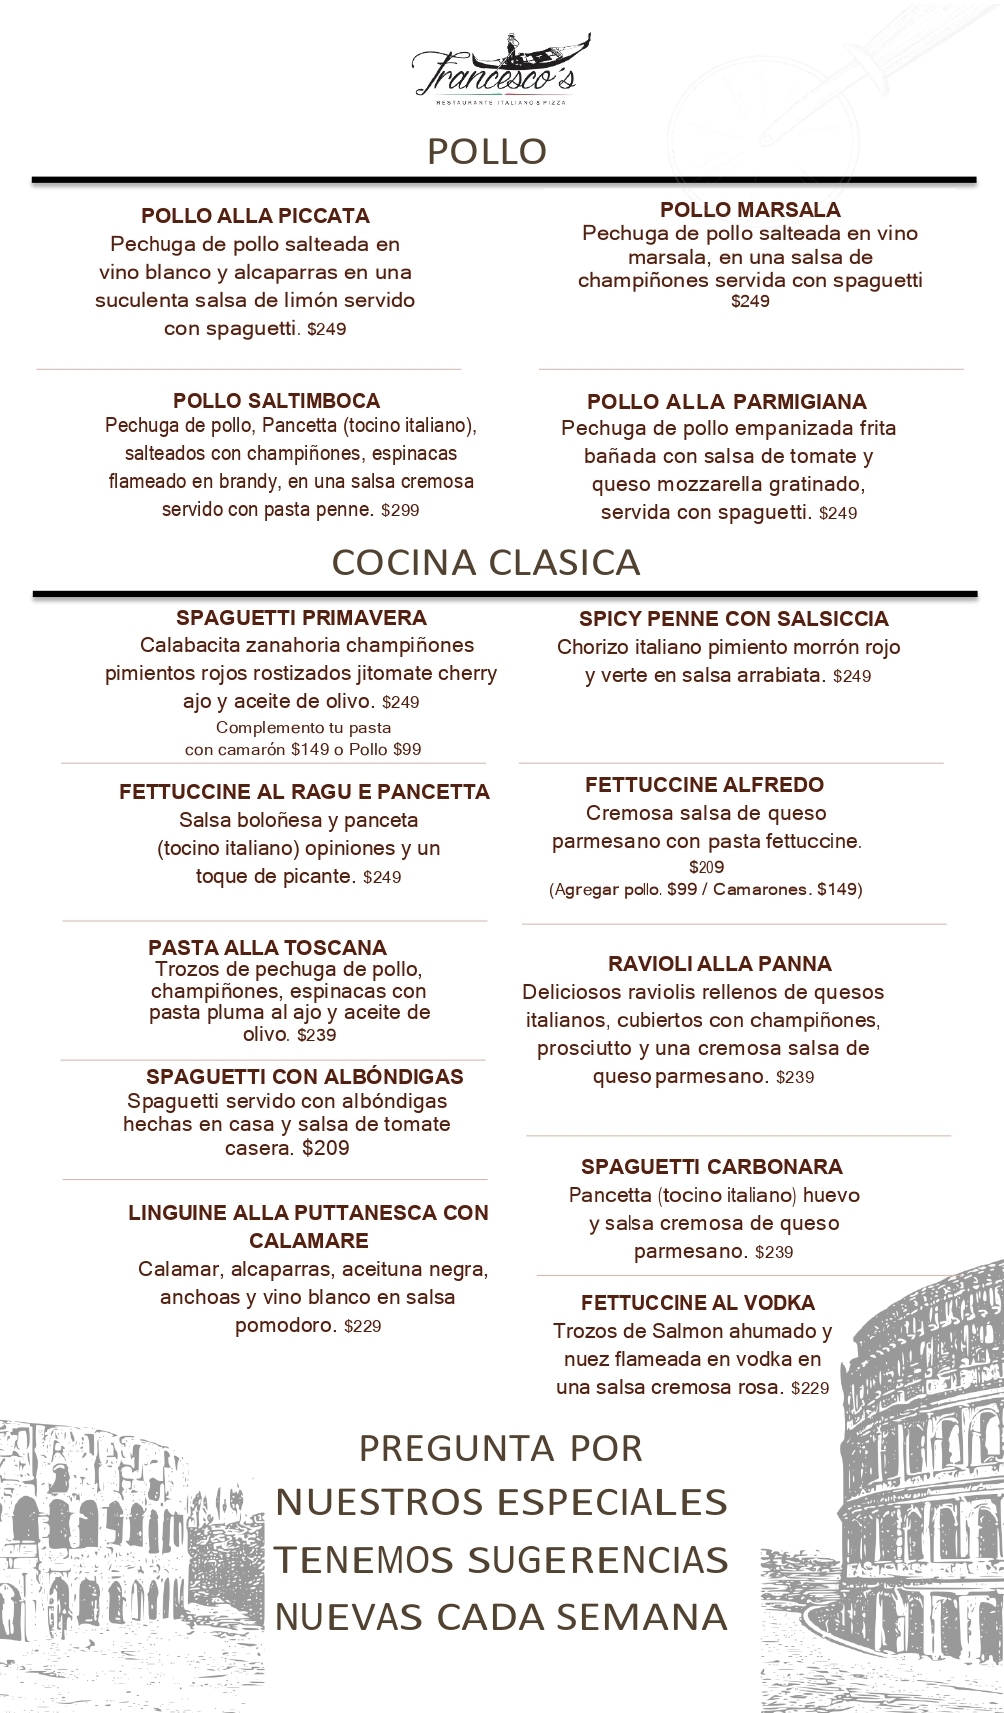 Francesco's
RESTAURANTE ITALIANO & PIZZA
POLLO
POLLO ALLA PICCATA
Pechuga de pollo salteada en
vino blanco y alcaparras en una
suculenta salsa de limón servido
con spaguetti. $249
POLLO MARSALA
Pechuga de pollo salteada en vino
marsala, en una salsa de
champiñones servida con spaguetti
$249
POLLO SALTIMBOCA
Pechuga de pollo, Pancetta (tocino italiano),
salteados con champiñones, espinacas
flameado en brandy, en una salsa cremosa
servido con pasta penne. $299
POLLO ALLA PARMIGIANA
Pechuga de pollo empanizada frita
bañada con salsa de tomate y
queso mozzarella gratinado,
servida con spaguetti. $249
COCINA CLASICA
SPAGUETTI PRIMAVERA
Calabacita zanahoria champiñones
pimientos rojos rostizados jitomate cherry
ajo y aceite de olivo. $249
Complemento tu pasta
con camarón $149 o Pollo $99
SPICY PENNE CON SALSICCIA
Chorizo italiano pimiento morrón rojo
y verte en salsa arrabiata. $249
FETTUCCINE AL RAGU E PANCETTA
Salsa boloñesa y panceta
(tocino italiano) opiniones y un
toque de picante. $249
FETTUCCINE ALFREDO
Cremosa salsa de queso
parmesano con pasta fettuccine.
$209
(Agregar pollo. $99 / Camarones. $149)
PASTA ALLA TOSCANA
Trozos de pechuga de pollo,
champiñones, espinacas con
pasta pluma al ajo y aceite de
olivo. $239
RAVIOLI ALLA PANNA
Deliciosos raviolis rellenos de quesos
italianos, cubiertos con champiñones,
prosciutto y una cremosa salsa de
queso parmesano. $239
SPAGUETTI CON ALBÓNDIGAS
Spaguetti servido con albóndigas
hechas en casa y salsa de tomate
casera. $209
SPAGUETTI CARBONARA
Pancetta (tocino italiano) huevo
y salsa cremosa de queso
parmesano. $239
LINGUINE ALLA PUTTANESCA CON
CALAMARE
Calamar, alcaparras, aceituna negra,
anchoas y vino blanco en salsa
pomodoro. $229
FETTUCCINE AL VODKA
Trozos de Salmon ahumado y
nuez flameada en vodka en
una salsa cremosa rosa. $229
PREGUNTA POR
NUESTROS ESPECIALES
TENEMOS SUGERENCIAS
NUEVAS CADA SEMANA